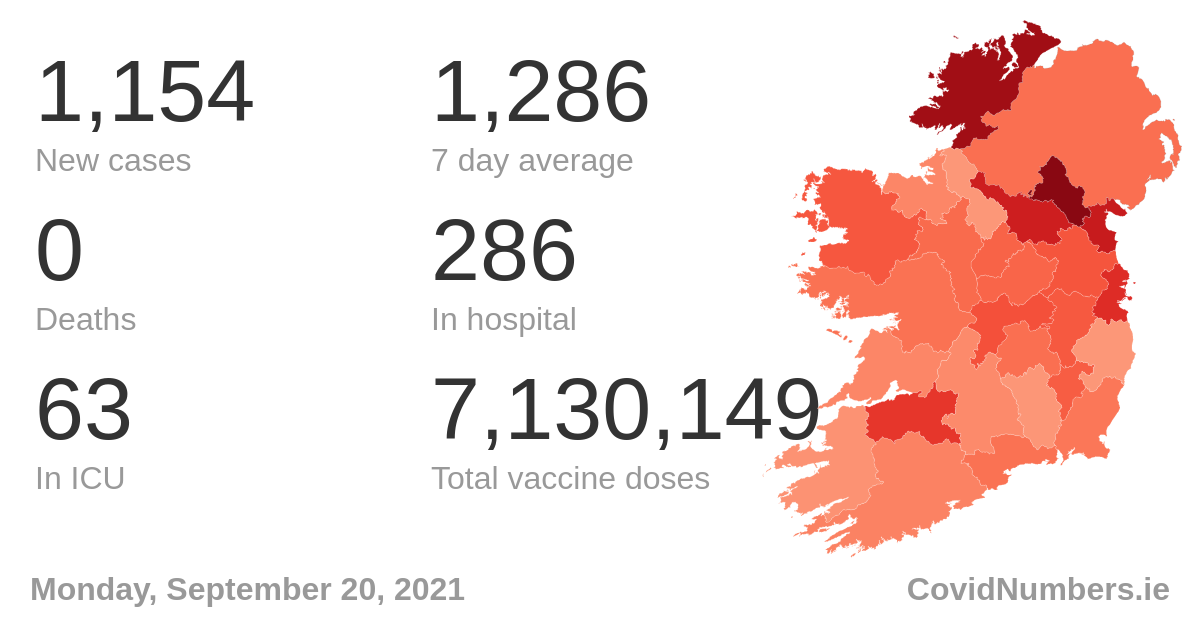 1,154
New cases
1,286
7 day average
0
Deaths
286
In hospital
63
In ICU
7,130,149
Total vaccine doses
Monday, September 20, 2021
CovidNumbers.ie